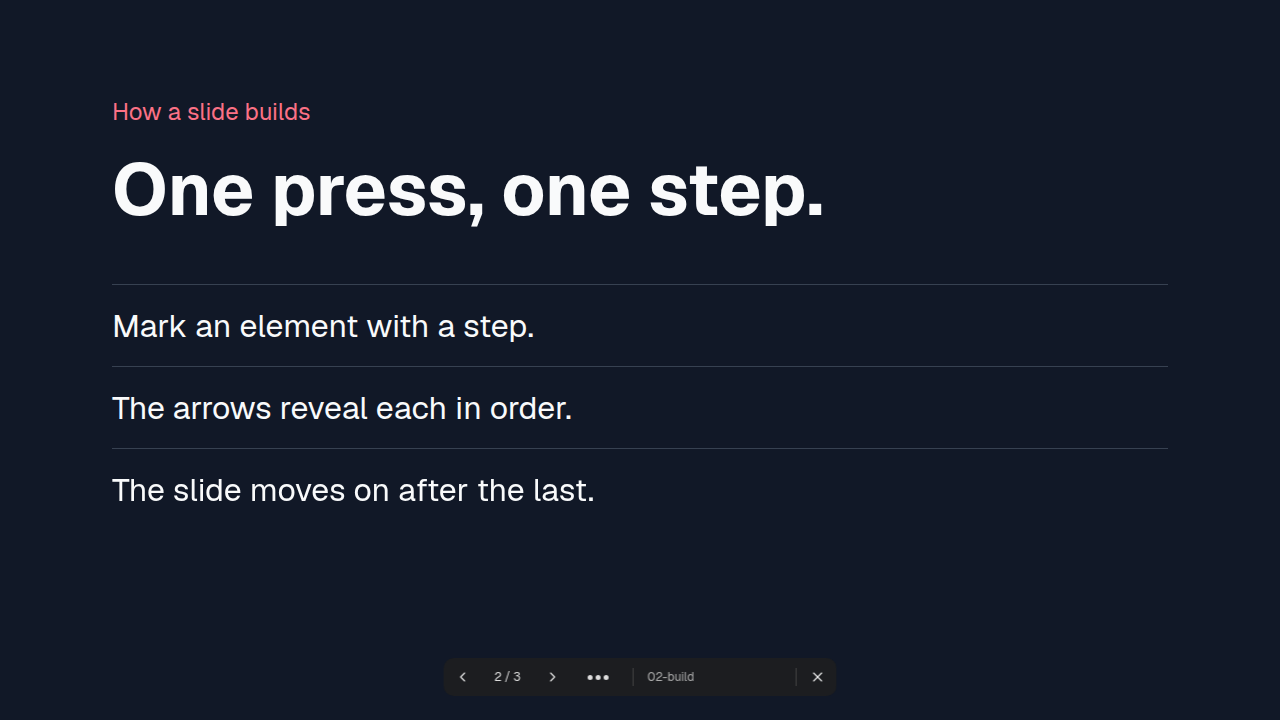 How a slide builds
One press, one step.
Mark an element with a step.
The arrows reveal each in order.
The slide moves on after the last.
2 / 3
02-build